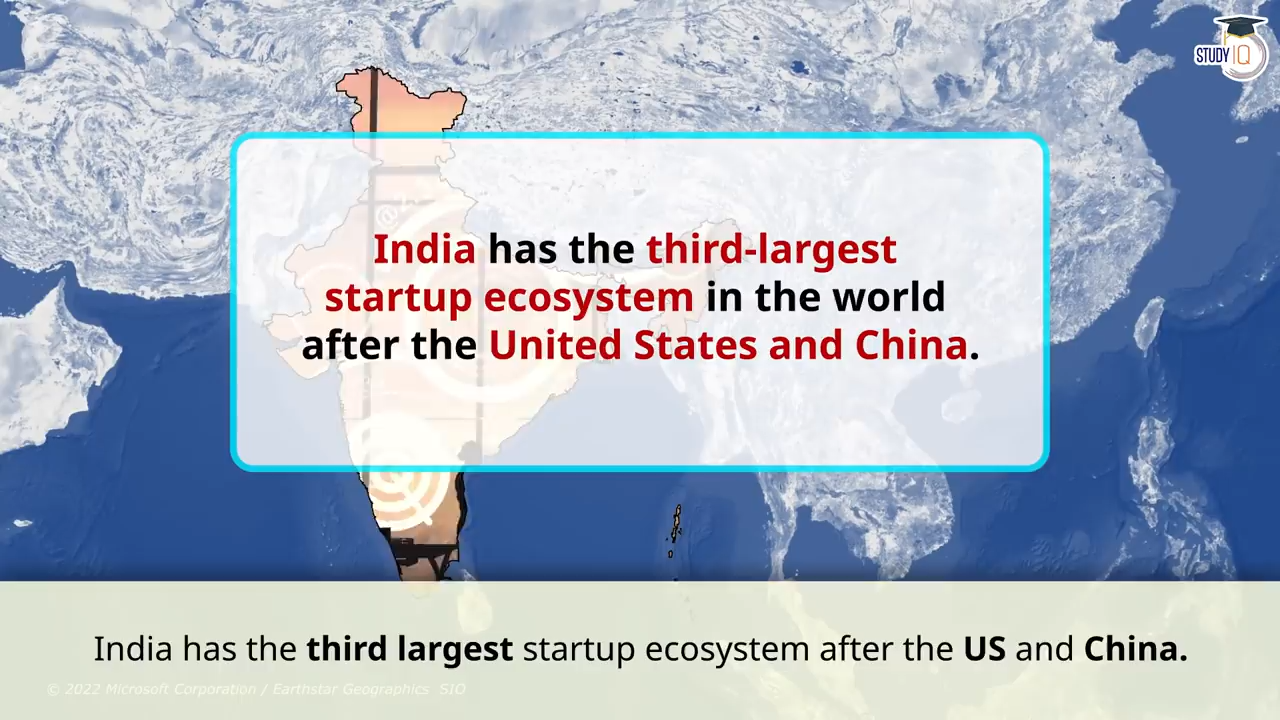 STUDY IQ
India has the third-largest
startup ecosystem in the world
after the United States and China.
India has the third largest startup ecosystem after the US and China.
© 2022 Microsoft Corporation / Earthstar Geographics SIO